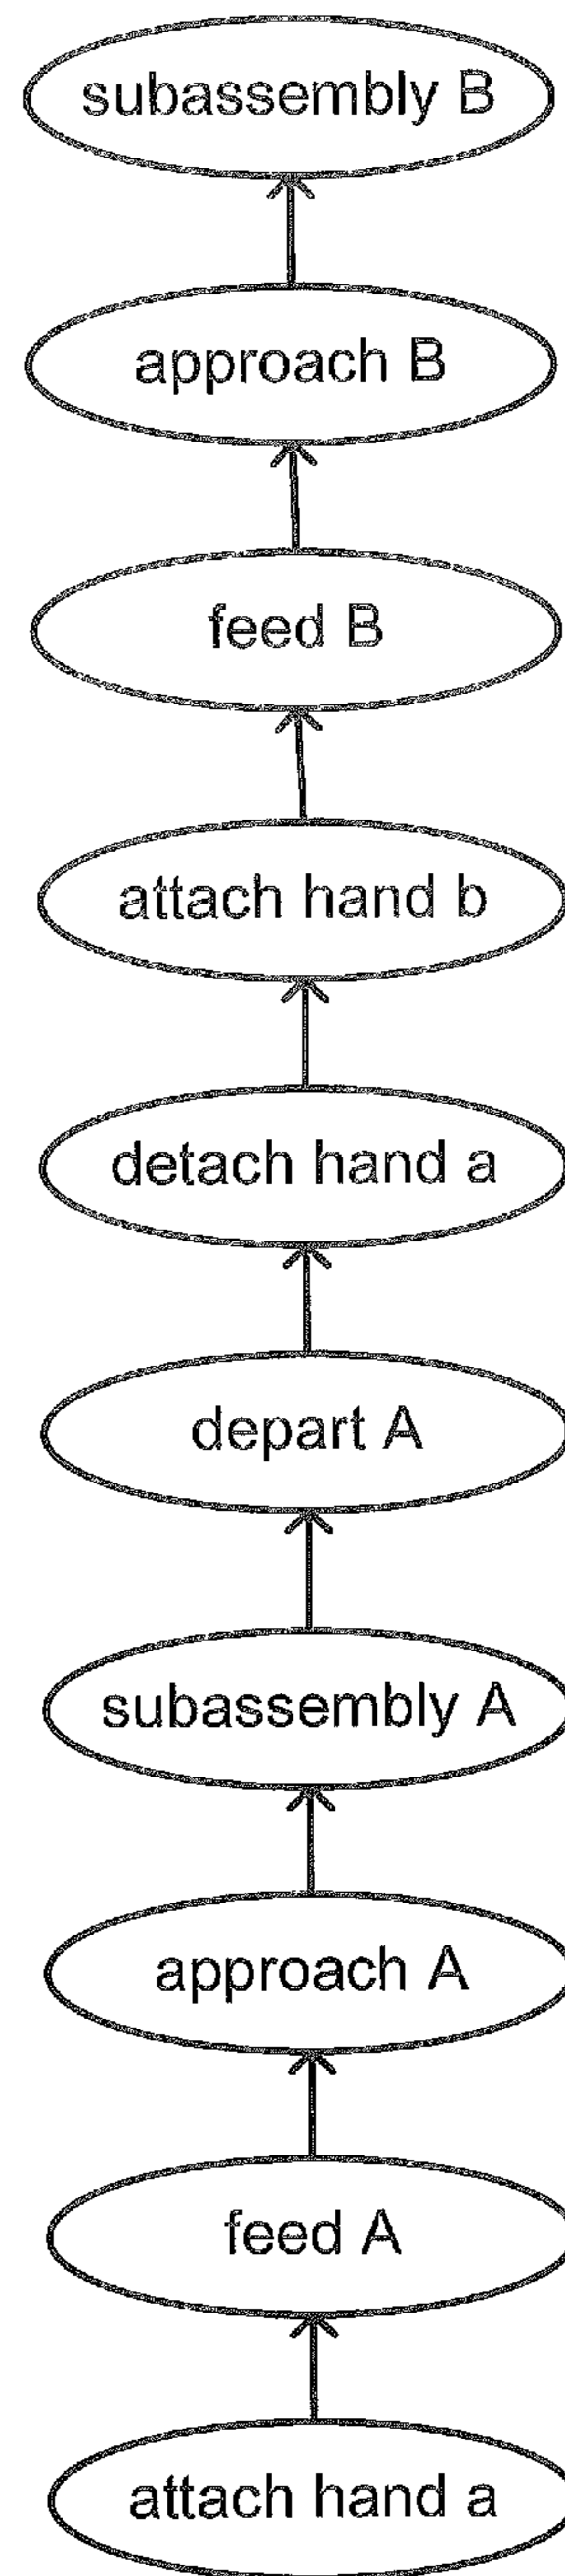 subassembly B
approach B
feed B
attach hand b
detach hand a
depart A
subassembly A
approach A
feed A
attach hand a